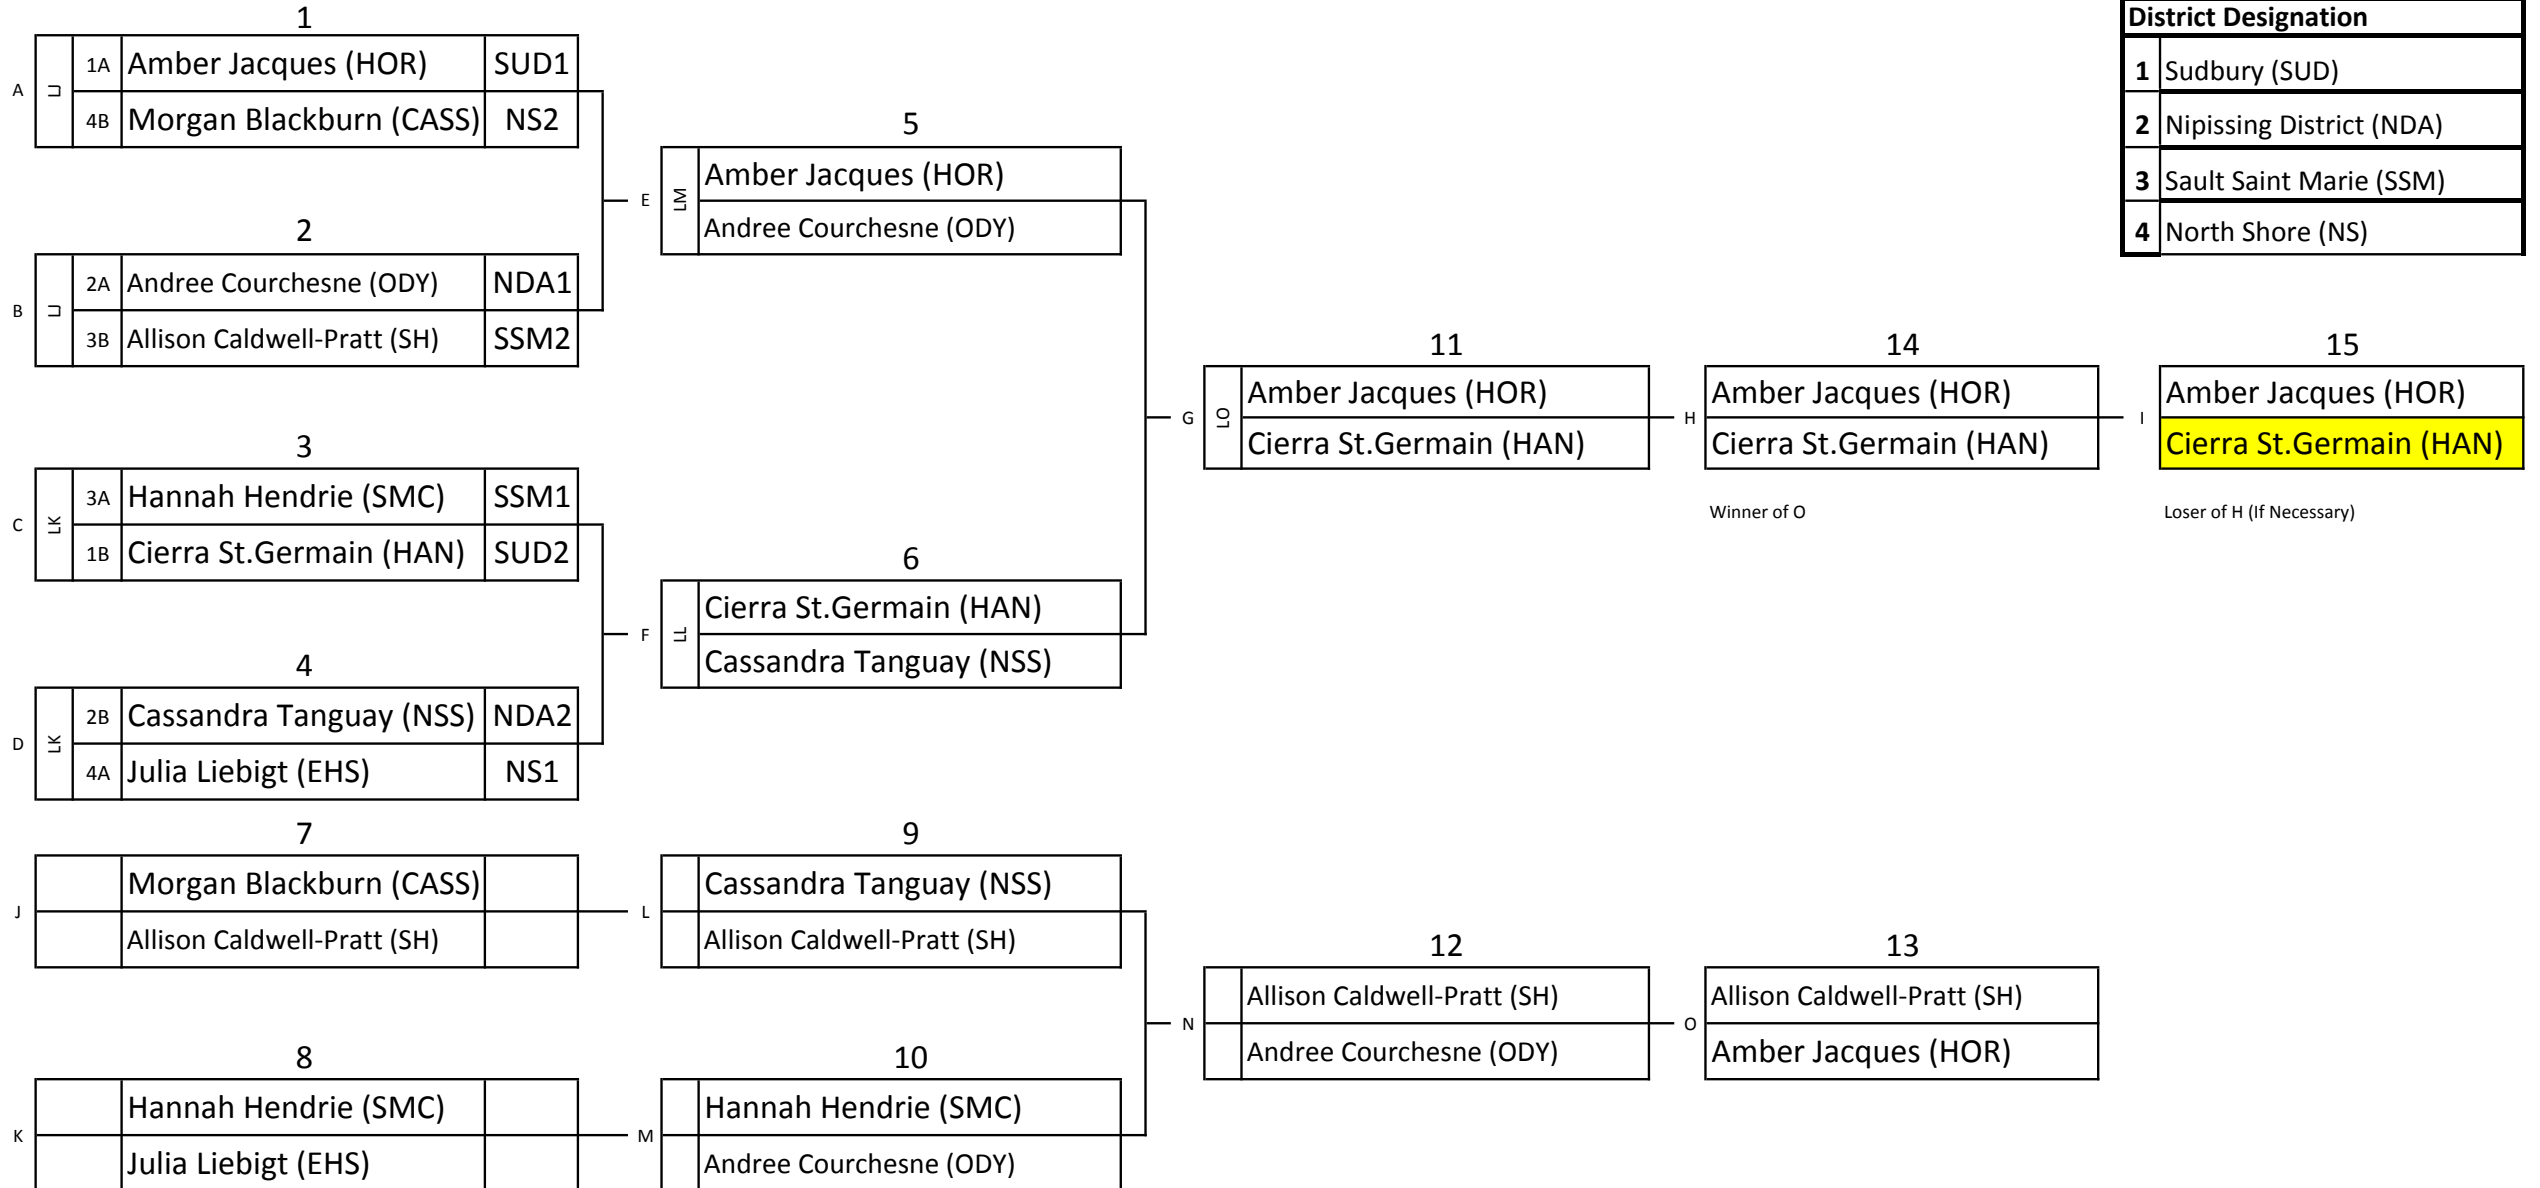 1
District Designation
A LJ 1A Amber Jacques (HOR) SUD1
4B Morgan Blackburn (CASS) NS2
1 Sudbury (SUD)
2 Nipissing District (NDA)
3 Sault Saint Marie (SSM)
4 North Shore (NS)
5
E LM Amber Jacques (HOR)
Andree Courchesne (ODY)
2
B LJ 2A Andree Courchesne (ODY) NDA1
3B Allison Caldwell-Pratt (SH) SSM2
11
G LO Amber Jacques (HOR)
Cierra St.Germain (HAN)
14
H Amber Jacques (HOR)
Cierra St.Germain (HAN)
Winner of O
15
I Amber Jacques (HOR)
Cierra St.Germain (HAN)
Loser of H (If Necessary)
3
C LK 3A Hannah Hendrie (SMC) SSM1
1B Cierra St.Germain (HAN) SUD2
6
F LL Cierra St.Germain (HAN)
Cassandra Tanguay (NSS)
4
D LK 2B Cassandra Tanguay (NSS) NDA2
4A Julia Liebigt (EHS) NS1
7
J Morgan Blackburn (CASS)
Allison Caldwell-Pratt (SH)
9
L Cassandra Tanguay (NSS)
Allison Caldwell-Pratt (SH)
12
N Allison Caldwell-Pratt (SH)
Andree Courchesne (ODY)
13
O Allison Caldwell-Pratt (SH)
Amber Jacques (HOR)
8
K Hannah Hendrie (SMC)
Julia Liebigt (EHS)
10
M Hannah Hendrie (SMC)
Andree Courchesne (ODY)